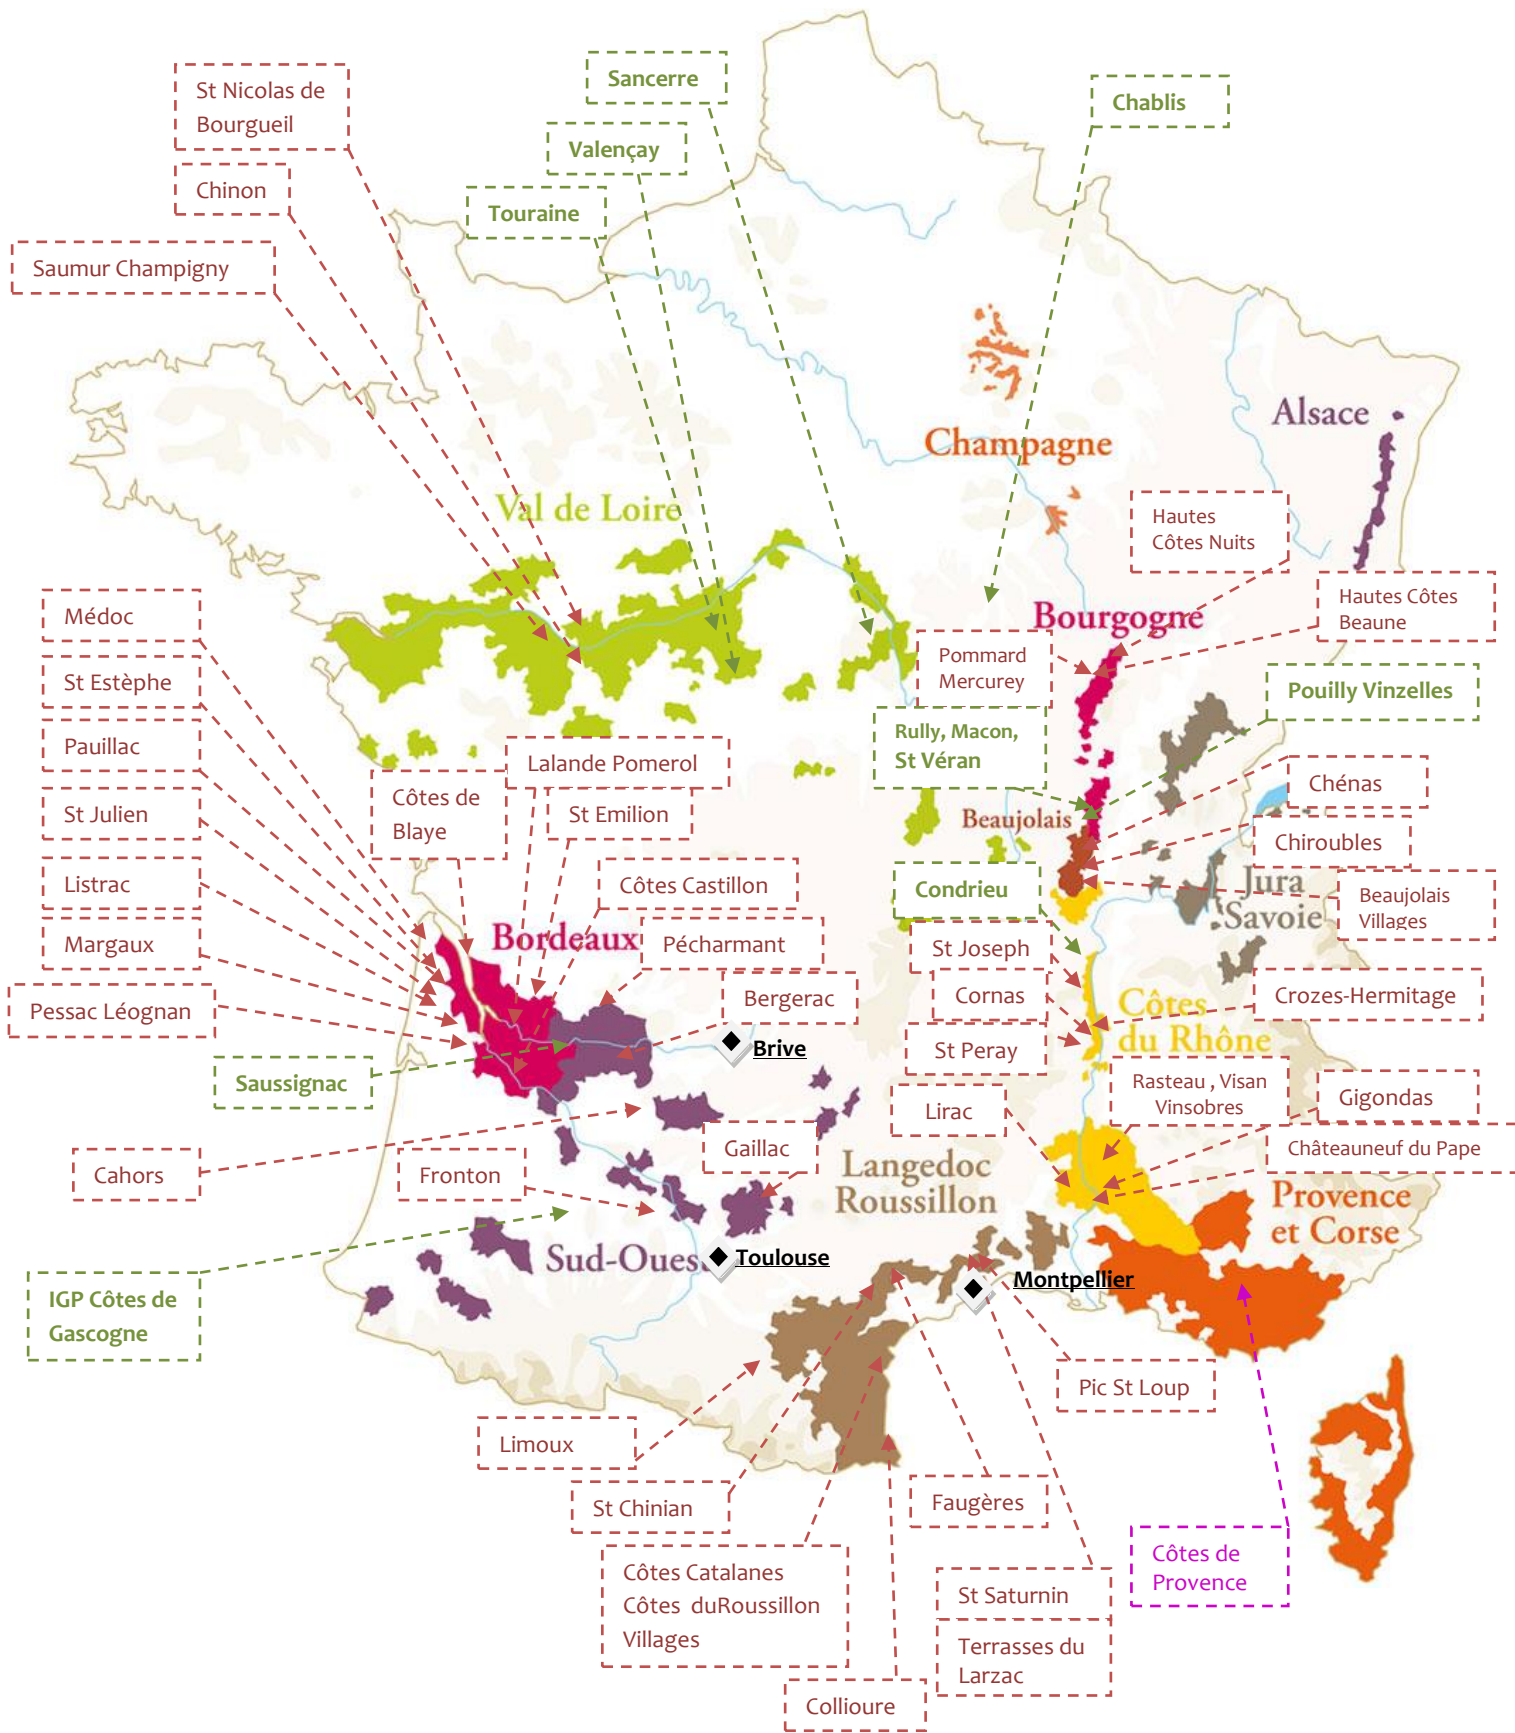 Sancerre
St Nicolas de
Bourgueil
Chablis
Valençay
Chinon
Touraine
Saumur Champigny
Alsace
Champagne
Val de Loire
Hautes
Côtes Nuits
Hautes Côtes
Beaune
Médoc
Bourgogne
Pommard
Mercurey
St Estèphe
Pouilly Vinzelles
Pauillac
Rully, Macon,
St Véran
Lalande Pomerol
Chénas
Côtes de
Blaye
St Julien
St Emilion
Beaujolais
Chiroubles
Listrac
Côtes Castillon
Condrieu
Jura
Savoie
Beaujolais
Villages
Margaux
Bordeaux
Pécharmant
St Joseph
Pessac Léognan
Bergerac
Cornas
Côtes
du Rhône
Crozes-Hermitage
Brive
St Peray
Saussignac
Rasteau , Visan
Vinsobres
Gigondas
Lirac
Cahors
Fronton
Gaillac
Langedoc
Roussillon
Châteauneuf du Pape
Provence
et Corse
Sud-Oues
Toulouse
Montpellier
IGP Côtes de
Gascogne
Pic St Loup
Limoux
St Chinian
Faugères
Côtes de
Provence
Côtes Catalanes
Côtes duRoussillon
Villages
St Saturnin
Terrasses du
Larzac
Collioure